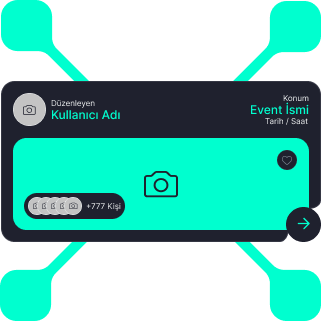 Düzenleyen
Kullanıcı Adı
Konum
Event İsmi
Tarih / Saat
+777 Kişi